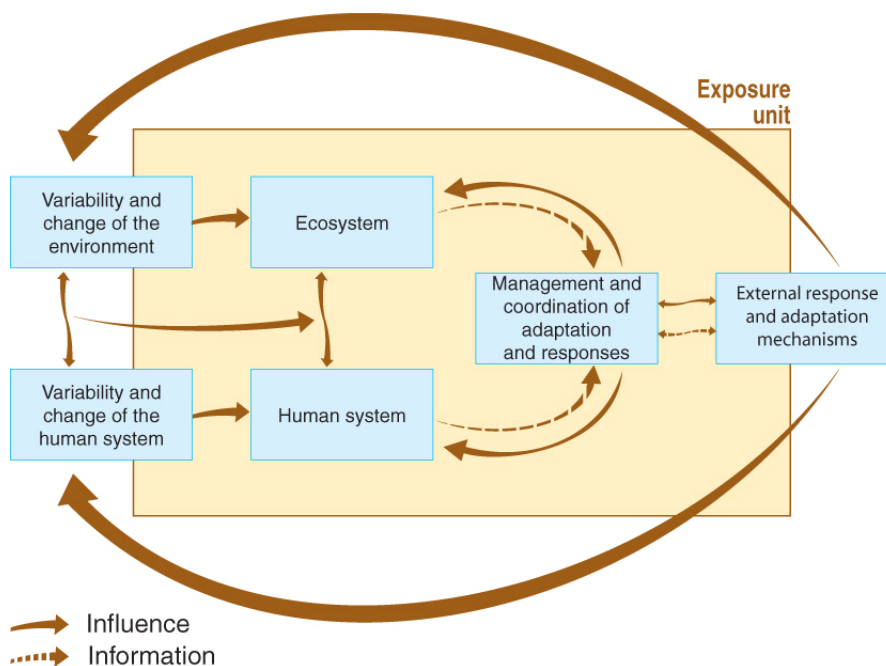 Exposure
unit
Variability and
change of the
environment
Ecosystem
Management and
coordination of
adaptation
and responses
External response
and adaptation
mechanisms
Variability and
change of the
human system
Human system
Influence
Information